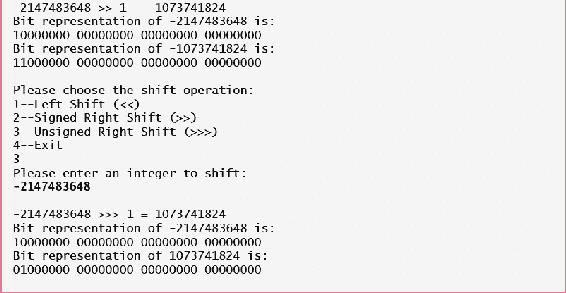 2147483648 >> 1 1073741824
Bit representation of -2147483648 is:
10000000 00000000 00000000 00000000
Bit representation of -1073741824 is:
11000000 00000000 00000000 00000000
Please choose the shift operation:
1--Left Shift (<<)
2--Signed Right Shift (>>)
3 Unsigned Right Shift (>>>)
4--Exit
3
Please enter an integer to shift:
-2147483648
-2147483648 >>> 1 = 1073741824
Bit representation of -2147483648 is:
10000000 00000000 00000000 00000000
Bit representation of 1073741824 is:
01000000 00000000 00000000 00000000